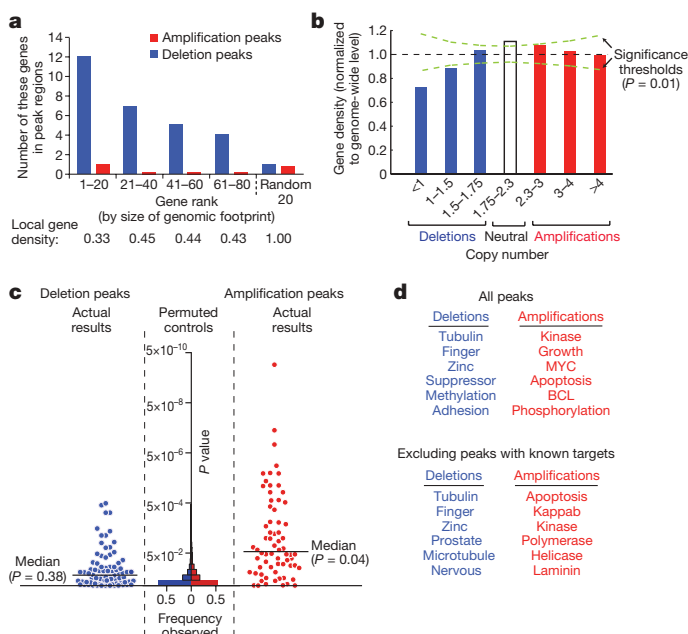 a
Number of these genes
in peak regions
14
12
10
8
6
4
2
0
Amplification peaks
Deletion peaks
1–20 21–40 41–60 61–80 Random
20
Gene rank
(by size of genomic footprint)
Local gene
density: 0.33 0.45 0.44 0.43 1.00
b
Gene density (normalized
to genome-wide level)
1.2
1.0
0.8
0.6
0.4
0.2
0
Significance
thresholds
(P = 0.01)
<1 1–1.5 1.5–1.75 1.75–2.3 2.3–3 3–4 >4
Deletions Neutral Amplifications
Copy number
c
Deletion peaks
Actual
results
Permuted
controls
Amplification peaks
Actual
results
5×10-10
5×10-8
5×10-6
5×10-4
5×10-2
P value
Median
(P = 0.38)
Median
(P = 0.04)
0.5 0 0.5
Frequency
observed
d
All peaks
Deletions Amplifications
Tubulin Kinase
Finger Growth
Zinc MYC
Suppressor Apoptosis
Methylation BCL
Adhesion Phosphorylation
Excluding peaks with known targets
Deletions Amplifications
Tubulin Apoptosis
Finger Kappab
Zinc Kinase
Prostate Polymerase
Microtubule Helicase
Nervous Laminin